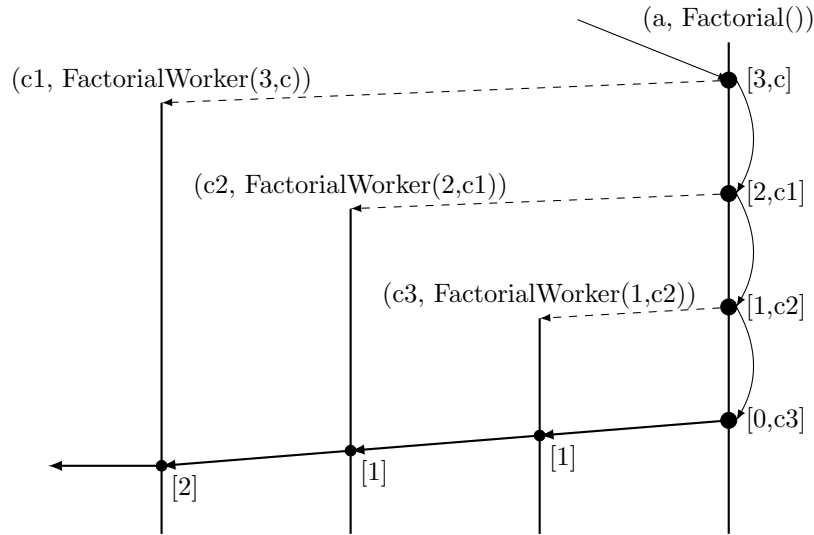 (a, Factorial())
(c1, FactorialWorker(3,c))
[3,c]
(c2, FactorialWorker(2,c1))
[2,c1]
(c3, FactorialWorker(1,c2))
[1,c2]
[0,c3]
[1]
[1]
[2]